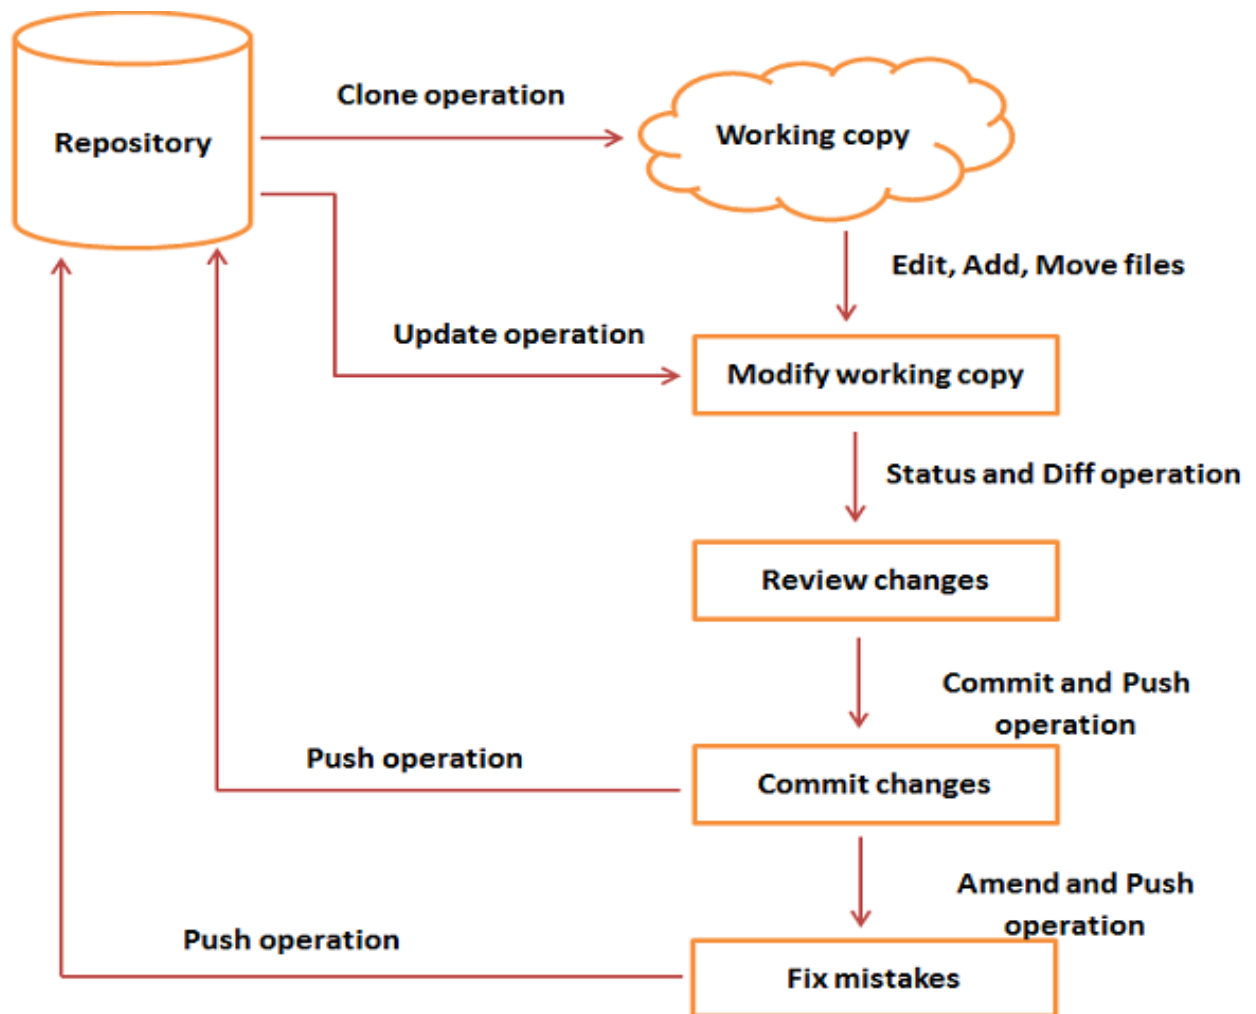 Clone operation
Repository
Working copy
Edit, Add, Move files
Update operation
Modify working copy
Status and Diff operation
Review changes
Commit and Push
operation
Push operation
Commit changes
Amend and Push
operation
Push operation
Fix mistakes